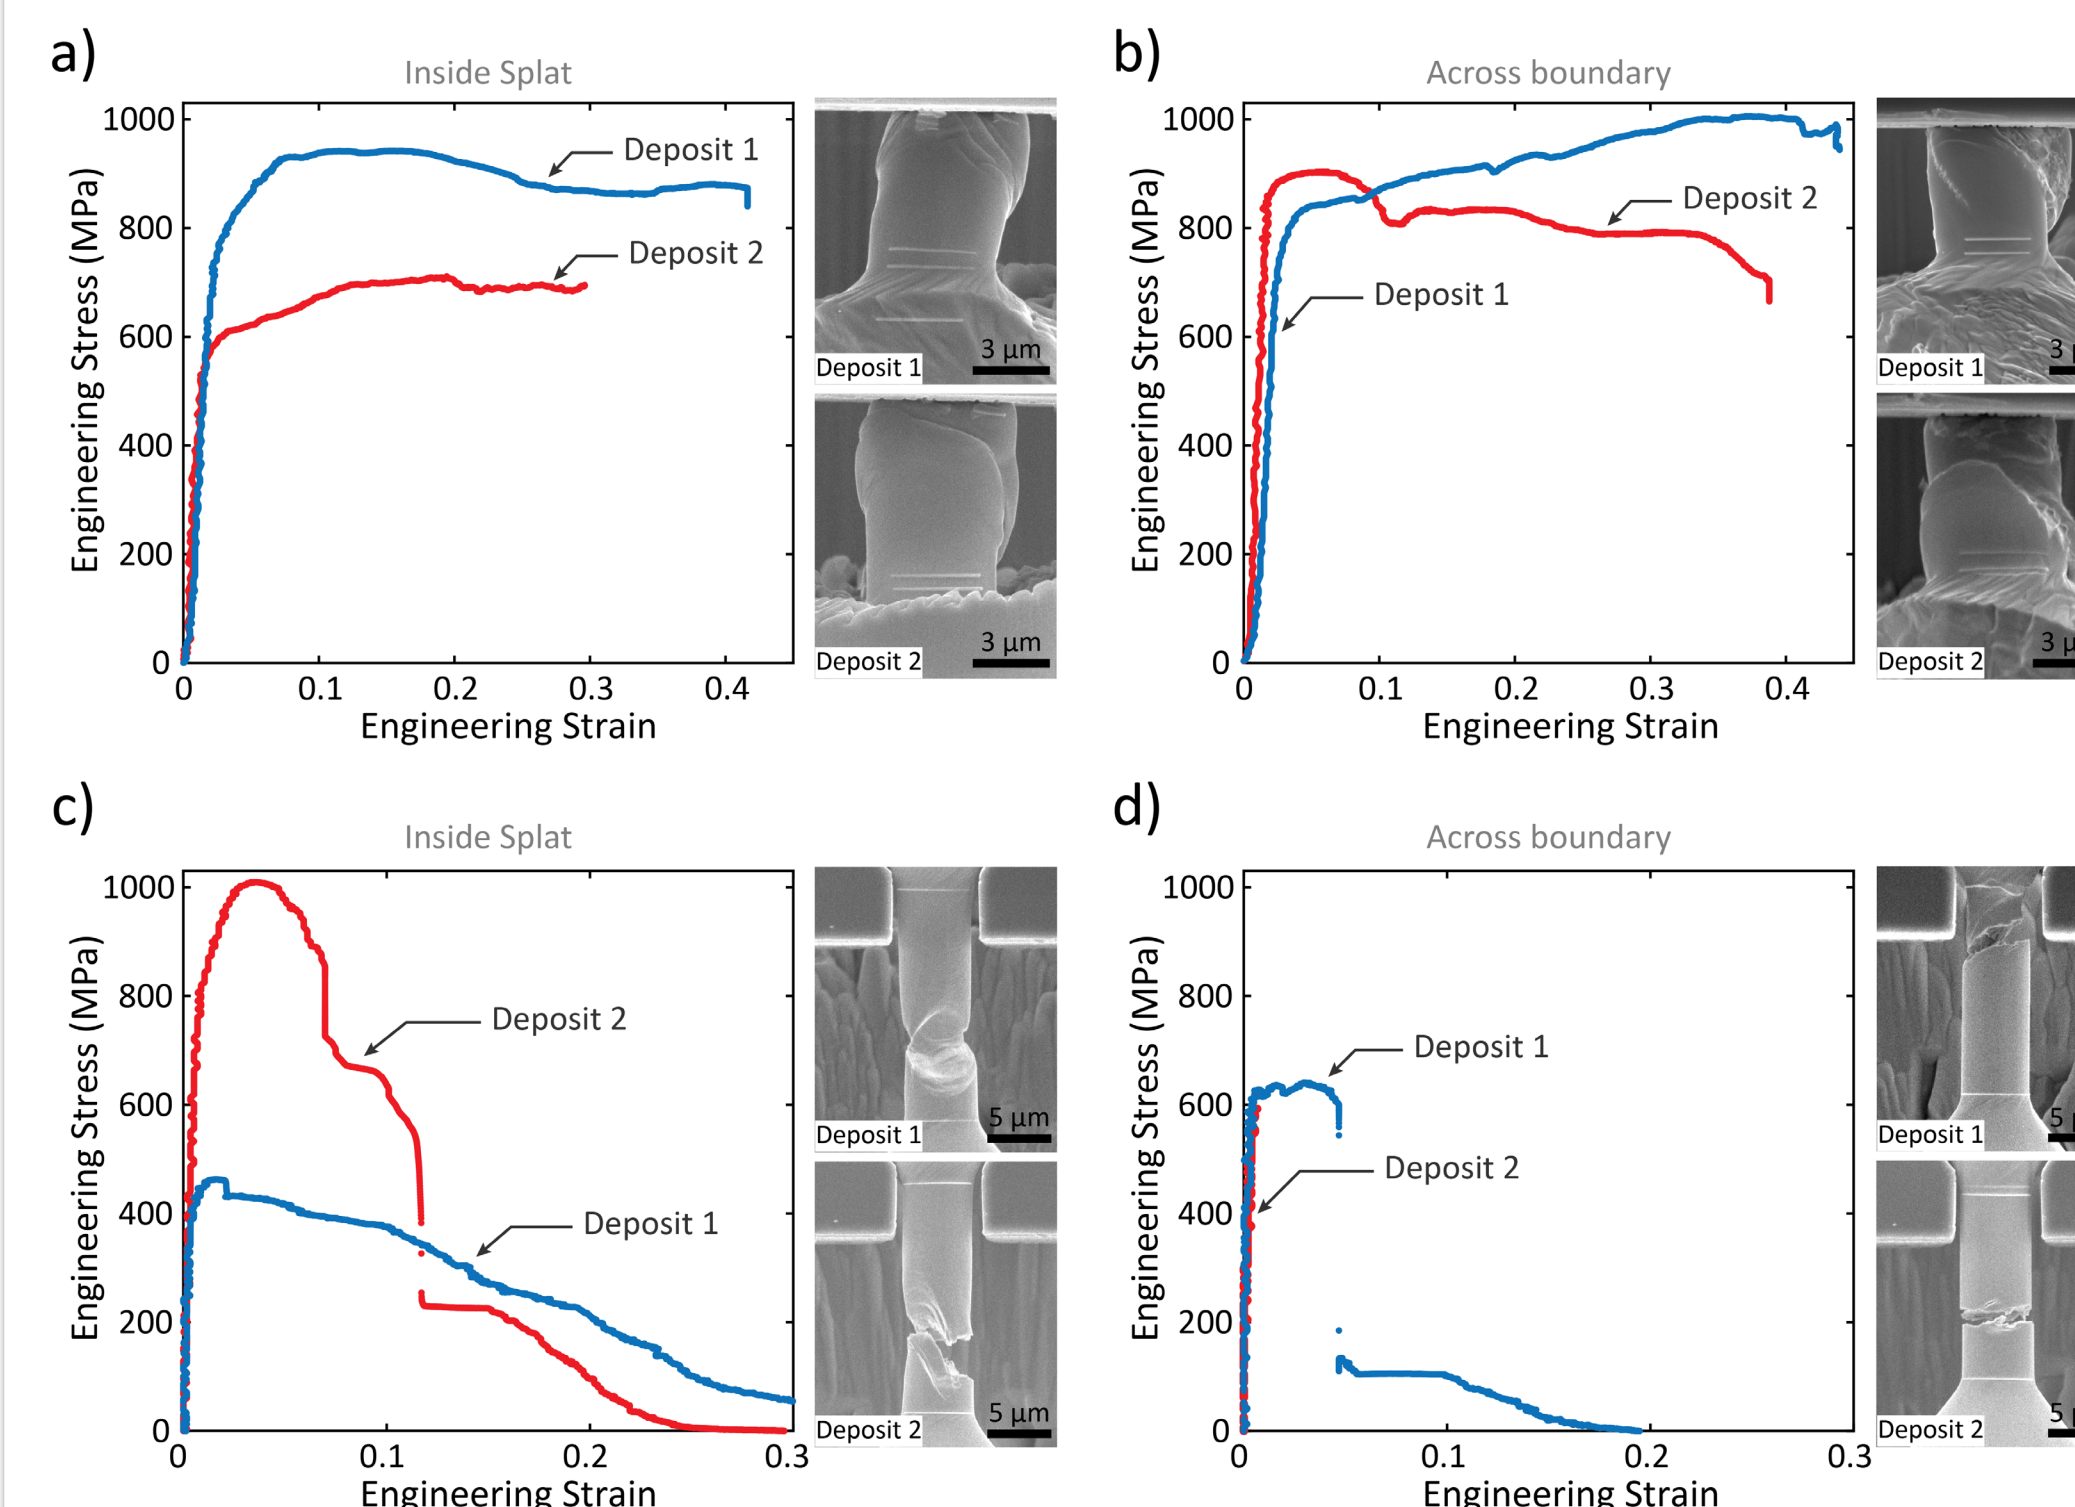 a)
Inside Splat
Engineering Stress (MPa)
1000
800
600
400
200
0
0 0.1 0.2 0.3 0.4
Engineering Strain
Deposit 1
Deposit 2
3 µm
Deposit 1
3 µm
Deposit 2
b)
Across boundary
Engineering Stress (MPa)
1000
800
600
400
200
0
0 0.1 0.2 0.3 0.4
Engineering Strain
Deposit 2
Deposit 1
3
Deposit 1
3 µ
Deposit 2
c)
Inside Splat
Engineering Stress (MPa)
1000
800
600
400
200
0
0 0.1 0.2 0.3
Engineering Strain
Deposit 2
Deposit 1
5 µm
Deposit 1
5 µm
Deposit 2
d)
Across boundary
Engineering Stress (MPa)
1000
800
600
400
200
0
0 0.1 0.2 0.3
Engineering Strain
Deposit 1
Deposit 2
5
Deposit 1
5
Deposit 2